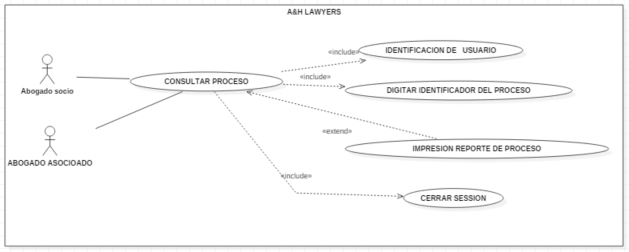 A&H LAWYERS
«include»
IDENTIFICACION DE USUARIO
«include»
CONSULTAR PROCESO
DIGITAR IDENTIFICADOR DEL PROCESO
Abogado socio
«extend»
IMPRESION REPORTE DE PROCESO
ABOGADO ASOCIOADO
«include»
CERRAR SESSION